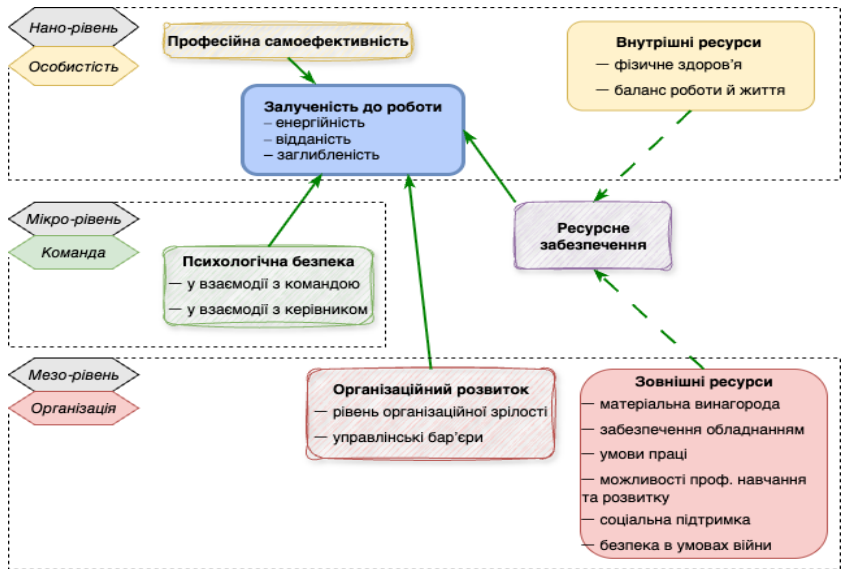 Нано-рівень
Особистість
Професійна самоефективність
Внутрішні ресурси
— фізичне здоров'я
— баланс роботи й життя
Залученість до роботи
– енергійність
– відданість
– заглибленість
Мікро-рівень
Команда
Психологічна безпека
— у взаємодії з командою
— у взаємодії з керівником
Ресурсне
забезпечення
Мезо-рівень
Організація
Організаційний розвиток
— рівень організаційної зрілості
— управлінські бар'єри
Зовнішні ресурси
— матеріальна винагорода
— забезпечення обладнанням
— умови праці
— можливості проф. навчання
та розвитку
— соціальна підтримка
— безпека в умовах війни